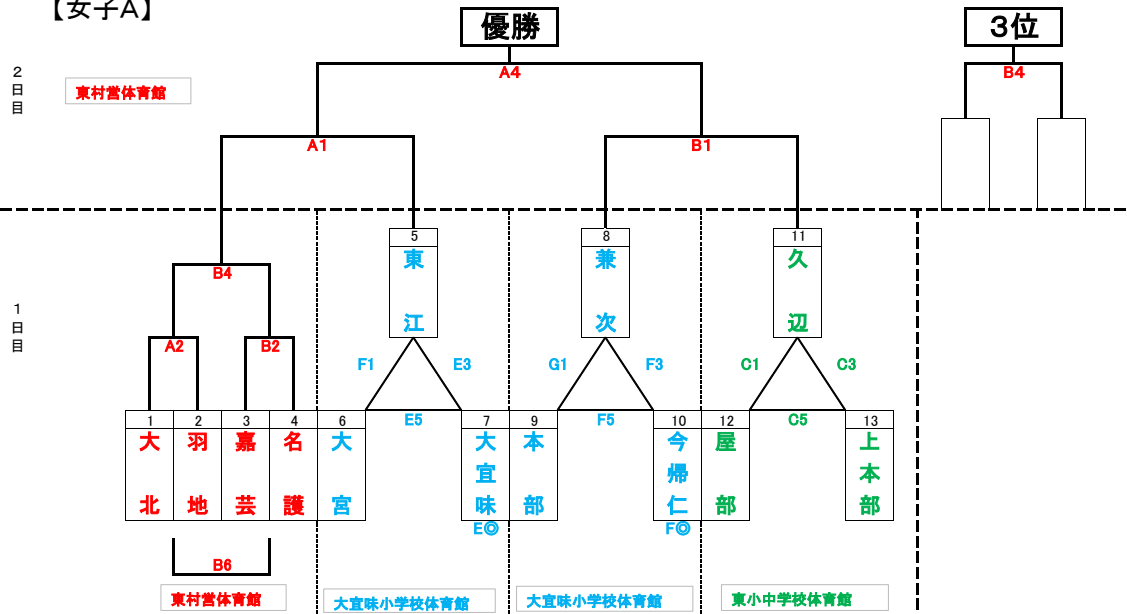 【女子A】
優勝
3位
A4
B4
2日目
東村営体育館
A1
B1
5
東江
8
兼次
11
久辺
B4
1日目
A2
B2
F1
E3
G1
F3
C1
C3
E5
F5
C5
1
大北
2
羽地
3
嘉芸
4
名護
6
大宮
7
大宜味
9
本部
10
今帰仁
12
屋部
13
上本部
E◎
F◎
B6
東村営体育館
大宜味小学校体育館
大宜味小学校体育館
東小中学校体育館